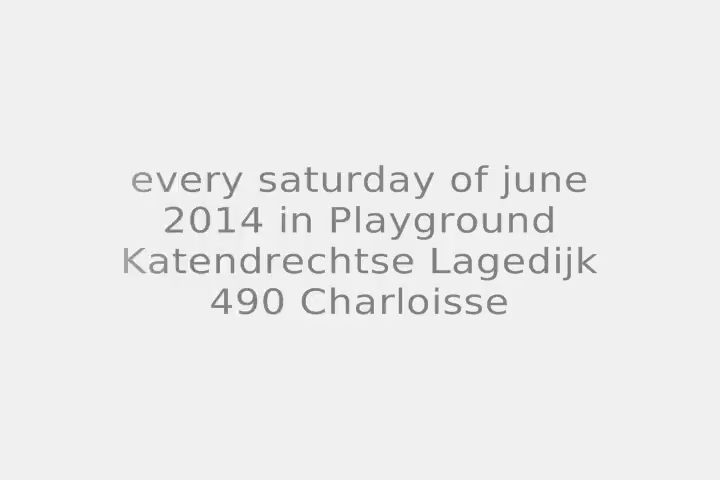 every saturday of june
2014 in Playground
Katendrechtse Lagedijk
490 Charloisse